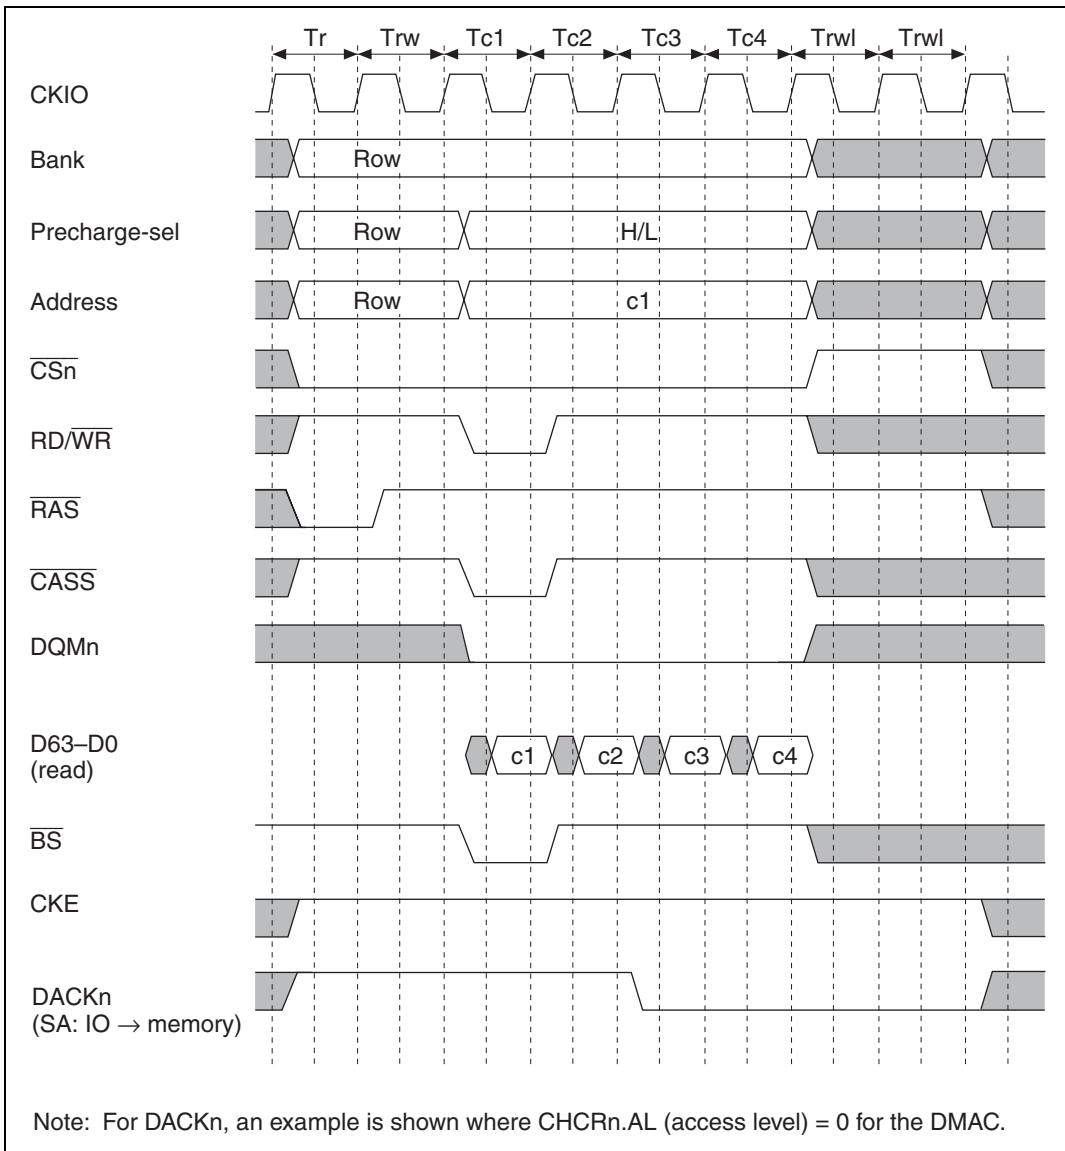 Tr Trw Tc1 Tc2 Tc3 Tc4 Trwl Trwl
CKIO
Bank Row
Precharge-sel Row H/L
Address Row c1
CSn
RD/WR
RAS
CASS
DQMn
D63–D0
(read)
c1 c2 c3 c4
BS
CKE
DACKn
(SA: IO → memory)
Note: For DACKn, an example is shown where CHCRn.AL (access level) = 0 for the DMAC.